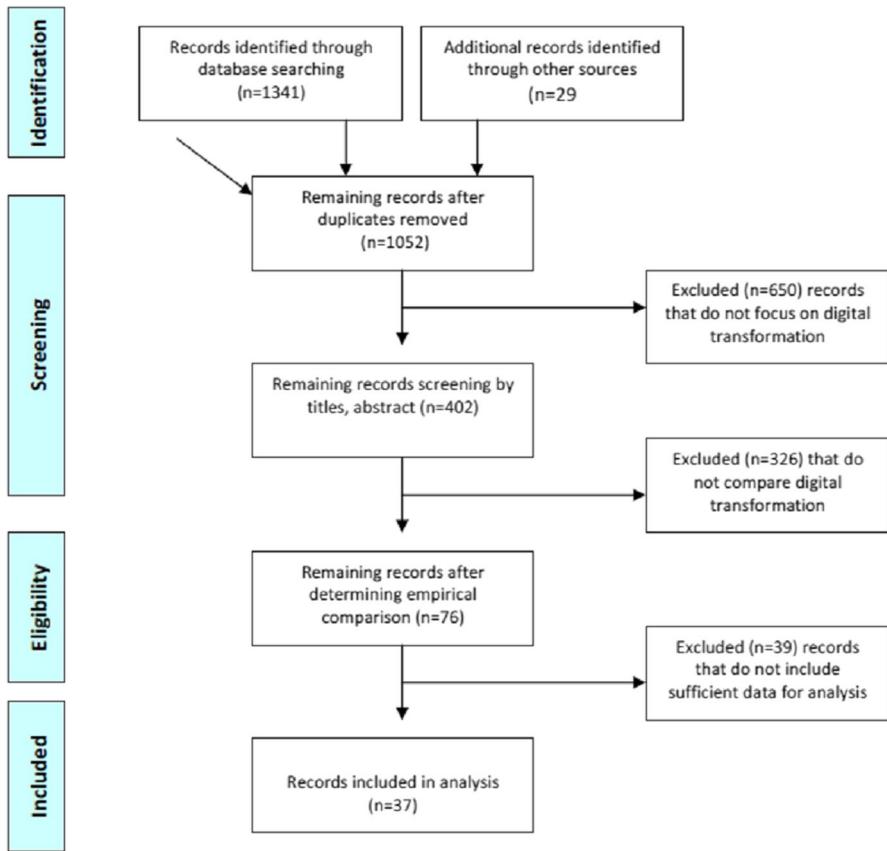 Identification
Records identified through
database searching
(n=1341)
Additional records identified
through other sources
(n=29
Screening
Remaining records after
duplicates removed
(n=1052)
Excluded (n=650) records
that do not focus on digital
transformation
Remaining records screening by
titles, abstract (n=402)
Excluded (n=326) that do
not compare digital
transformation
Eligibility
Remaining records after
determining empirical
comparison (n=76)
Excluded (n=39) records
that do not include
sufficient data for analysis
Included
Records included in analysis
(n=37)